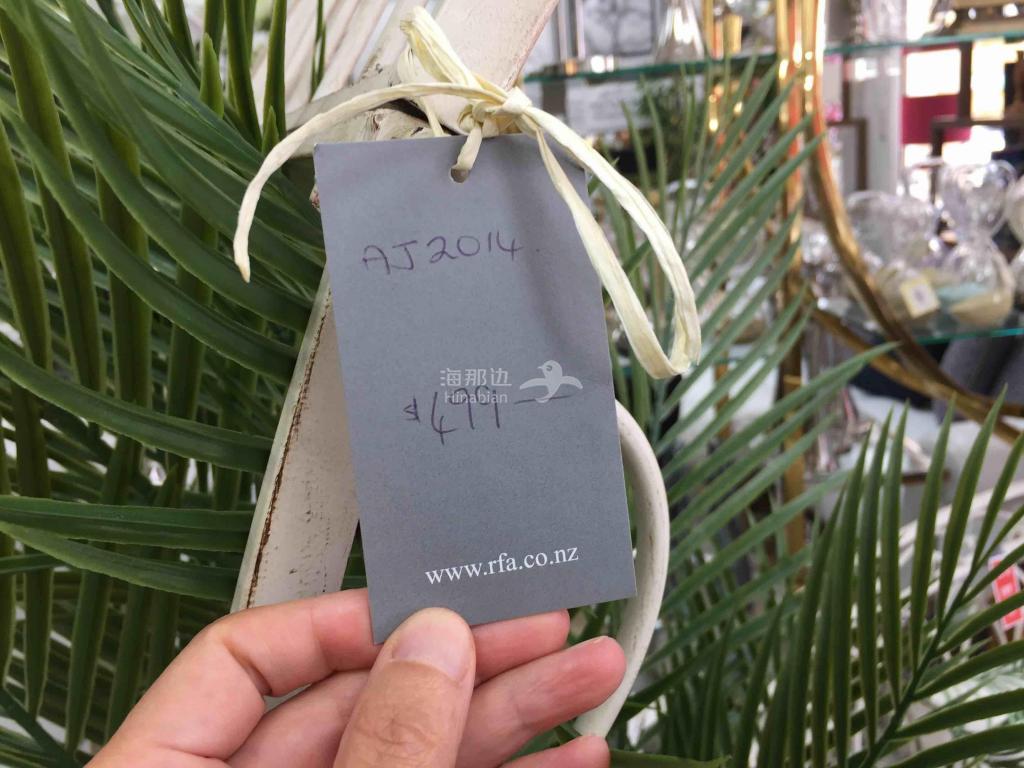 AJ2014.
海那边
Hinabian
$499 —
www.rfa.co.nz